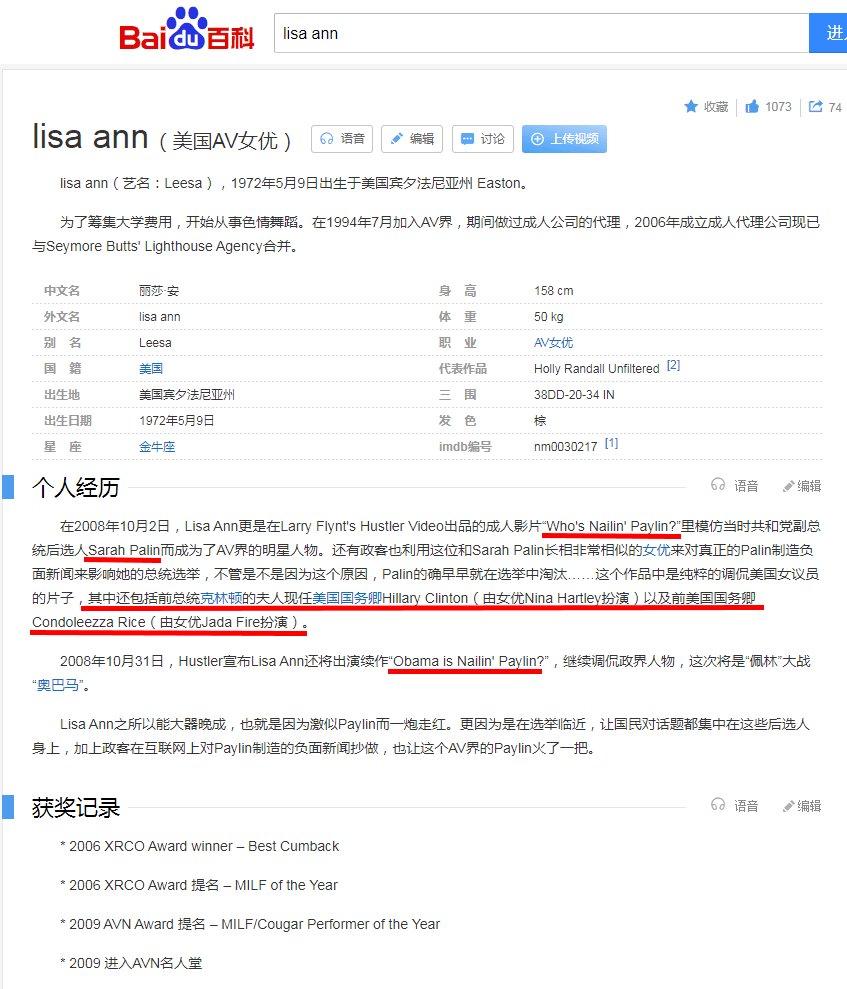 Bai du 百科
lisa ann
进入
收藏 1073 74
lisa ann（美国AV女优） 语音 编辑 讨论 上传视频
lisa ann（艺名：Leesa），1972年5月9日出生于美国宾夕法尼亚州 Easton。
为了筹集大学费用，开始从事色情舞蹈。在1994年7月加入AV界，期间做过成人公司的代理，2006年成立成人代理公司现已
与Seymore Butts' Lighthouse Agency合并。
中文名 丽莎·安 身 高 158 cm
外文名 lisa ann 体 重 50 kg
别 名 Leesa 职 业 AV女优
国 籍 美国 代表作品 Holly Randall Unfiltered [2]
出生地 美国宾夕法尼亚州 三 围 38DD-20-34 IN
出生日期 1972年5月9日 发 色 棕
星 座 金牛座 imdb编号 nm0030217 [1]
个人经历 语音 编辑
在2008年10月2日，Lisa Ann更是在Larry Flynt's Hustler Video出品的成人影片“Who's Nailin' Paylin?”里模仿当时共和党副总
统后选人Sarah Palin而成为了AV界的明星人物。还有政客也利用这位和Sarah Palin长相非常相似的女优来对真正的Palin制造负
面新闻来影响她的总统选举，不管是不是因为这个原因，Palin的确早早就在选举中淘汰……这个作品中是纯粹的调侃美国女议员
的片子，其中还包括前总统克林顿的夫人现任美国国务卿Hillary Clinton（由女优Nina Hartley扮演）以及前美国国务卿
Condoleezza Rice（由女优Jada Fire扮演）。
2008年10月31日，Hustler宣布Lisa Ann还将出演续作“Obama is Nailin' Paylin?”，继续调侃政界人物，这次将是“佩林”大战
“奥巴马”。
Lisa Ann之所以能大器晚成，也就是因为激似Paylin而一炮走红。更因为是在选举临近，让国民对话题都集中在这些后选人
身上，加上政客在互联网上对Paylin制造的负面新闻抄做，也让这个AV界的Paylin火了一把。
获奖记录 语音 编辑
* 2006 XRCO Award winner – Best Cumback
* 2006 XRCO Award 提名 – MILF of the Year
* 2009 AVN Award 提名 – MILF/Cougar Performer of the Year
* 2009 进入AVN名人堂